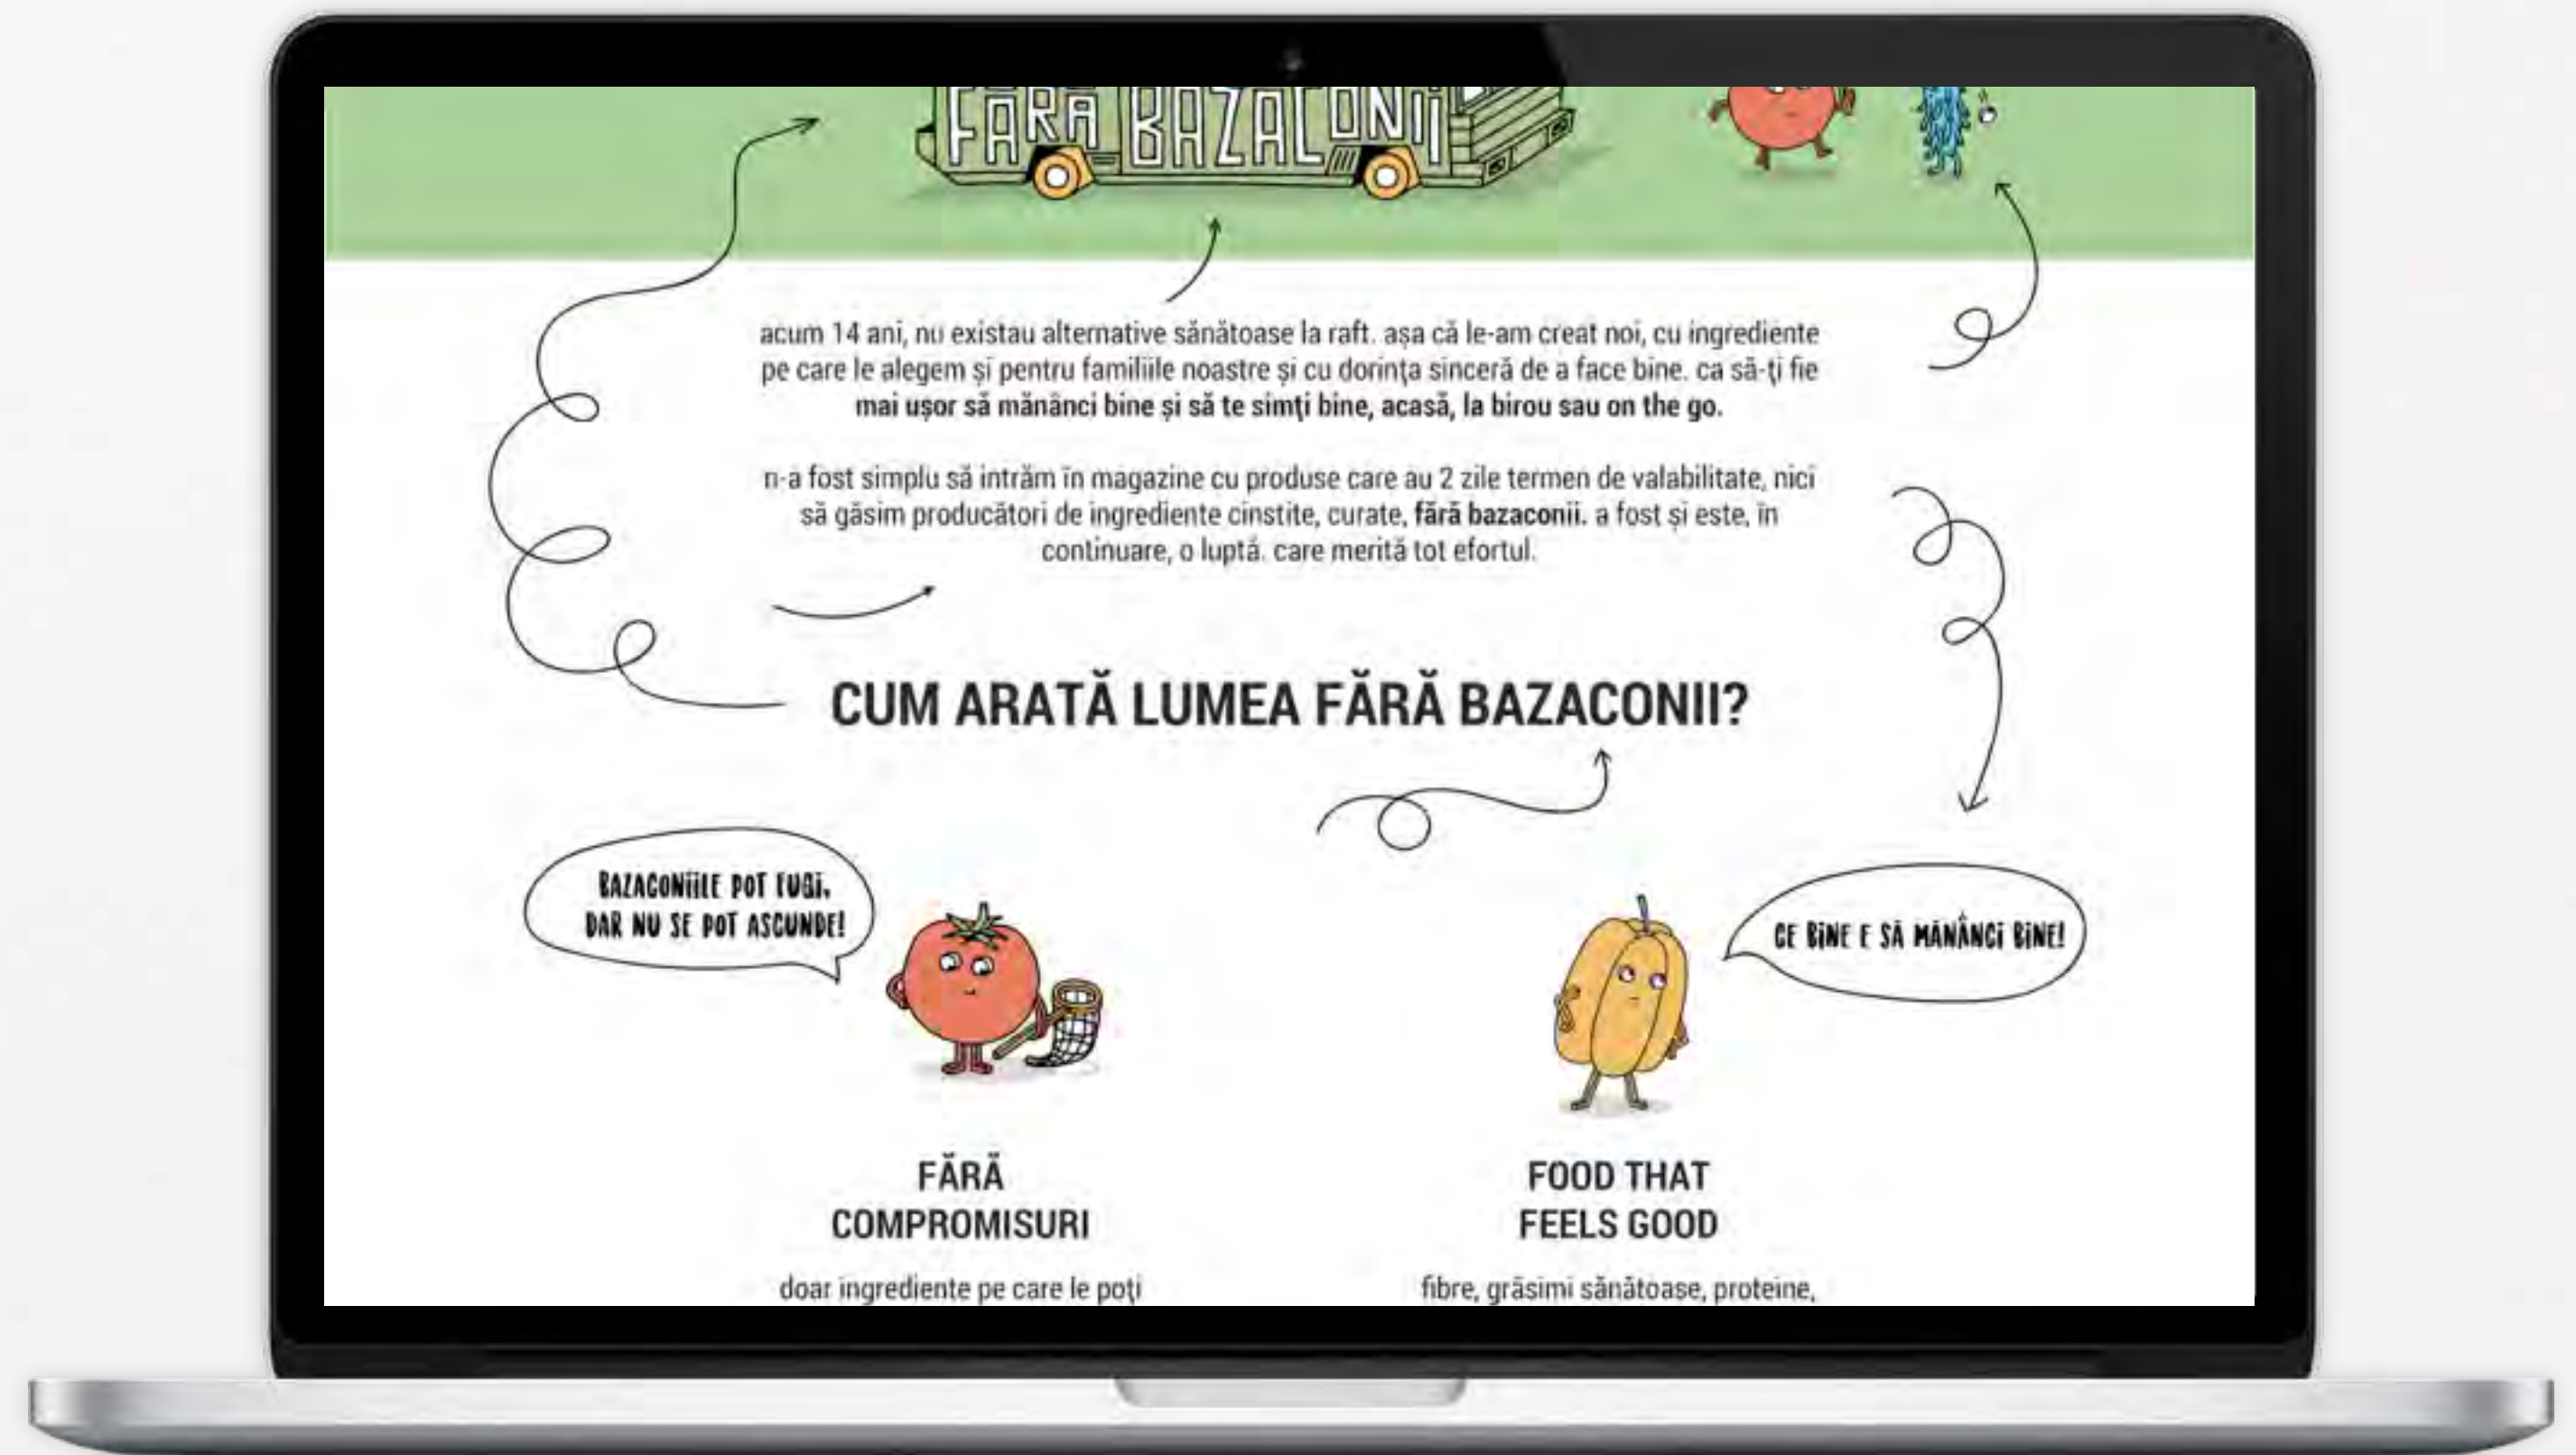 FĂRĂ BAZACONII
acum 14 ani, nu existau alternative sănătoase la raft. așa că le-am creat noi, cu ingrediente
pe care le alegem și pentru familiile noastre și cu dorința sinceră de a face bine. ca să-ți fie
mai ușor să mănânci bine și să te simți bine, acasă, la birou sau on the go.
n-a fost simplu să intrăm în magazine cu produse care au 2 zile termen de valabilitate, nici
să găsim producători de ingrediente cinstite, curate, fără bazaconii. a fost și este, în
continuare, o luptă. care merită tot efortul.
CUM ARATĂ LUMEA FĂRĂ BAZACONII?
BAZACONIILE POT FUGI,
DAR NU SE POT ASCUNDE!
CE BINE E SĂ MĂNÂNCI BINE!
FĂRĂ
COMPROMISURI
FOOD THAT
FEELS GOOD
doar ingrediente pe care le poți
fibre, grăsimi sănătoase, proteine,